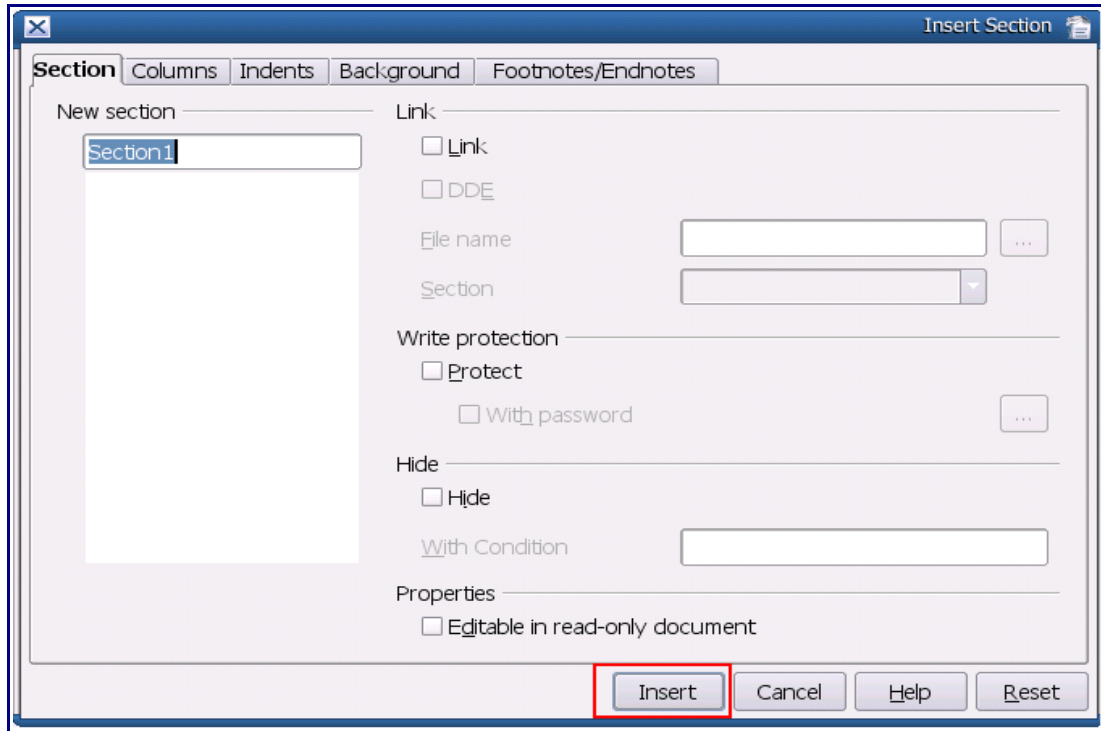 Insert Section
Section Columns Indents Background Footnotes/Endnotes
New section
Section1
Link
Link
DDE
File name
...
Section
Write protection
Protect
With password
...
Hide
Hide
With Condition
Properties
Editable in read-only document
Insert Cancel Help Reset